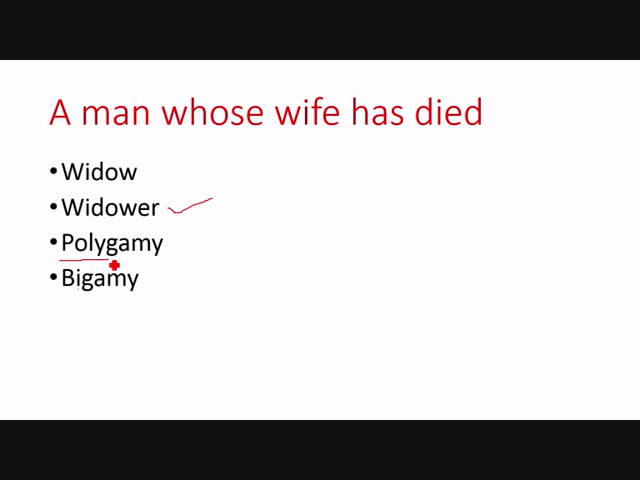 A man whose wife has died
•Widow
•Widower
•Polygamy
•Bigamy